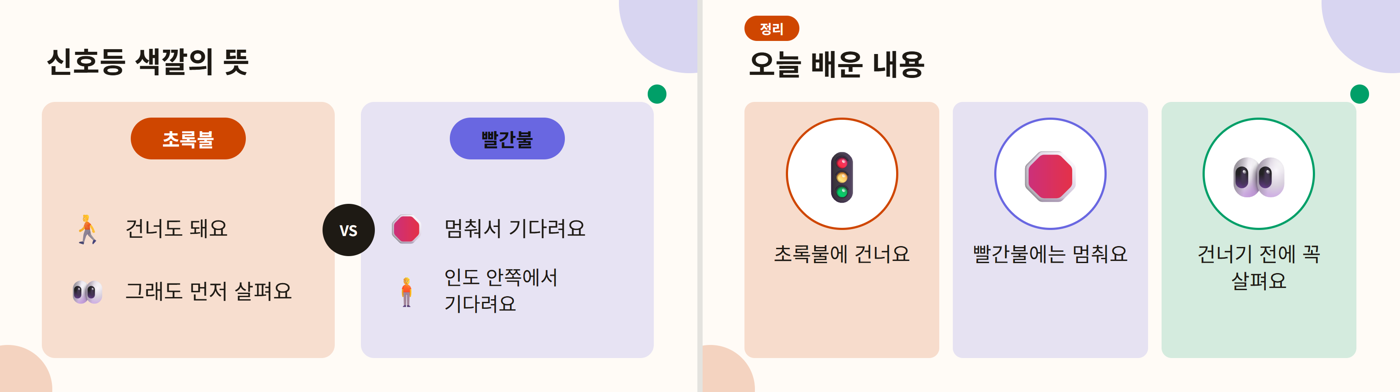 신호등 색깔의 뜻
초록불
건너도 돼요
그래도 먼저 살펴요
VS
빨간불
멈춰서 기다려요
인도 안쪽에서
기다려요
정리
오늘 배운 내용
초록불에 건너요
빨간불에는 멈춰요
건너기 전에 꼭
살펴요